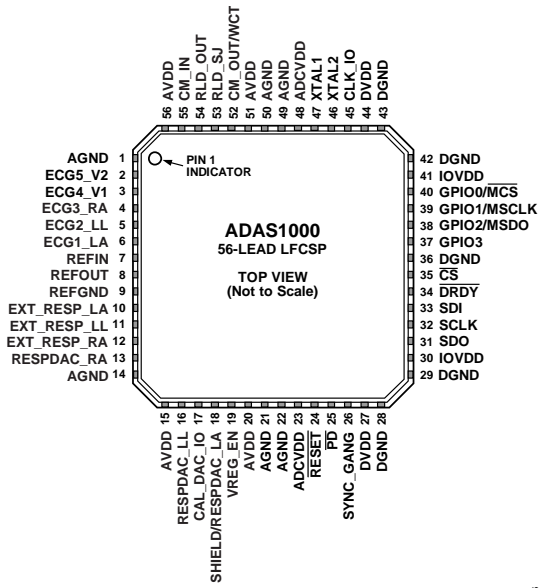 56 AVDD
55 CM_IN
54 RLD_OUT
53 RLD_SJ
52 CM_OUT/WCT
51 AVDD
50 AGND
49 AGND
48 ADCVDD
47 XTAL1
46 XTAL2
45 CLK_IO
44 DVDD
43 DGND
AGND 1
ECG5_V2 2
ECG4_V1 3
ECG3_RA 4
ECG2_LL 5
ECG1_LA 6
REFIN 7
REFOUT 8
REFGND 9
EXT_RESP_LA 10
EXT_RESP_LL 11
EXT_RESP_RA 12
RESPDAC_RA 13
AGND 14
PIN 1
INDICATOR
ADAS1000
56-LEAD LFCSP
TOP VIEW
(Not to Scale)
42 DGND
41 IOVDD
40 GPIO0/MCS
39 GPIO1/MSCLK
38 GPIO2/MSDO
37 GPIO3
36 DGND
35 CS
34 DRDY
33 SDI
32 SCLK
31 SDO
30 IOVDD
29 DGND
AVDD 15
RESPDAC_LL 16
CAL_DAC_IO 17
SHIELD/RESPDAC_LA 18
VREG_EN 19
AVDD 20
AGND 21
AGND 22
ADCVDD 23
RESET 24
PD 25
SYNC_GANG 26
DVDD 27
DGND 28